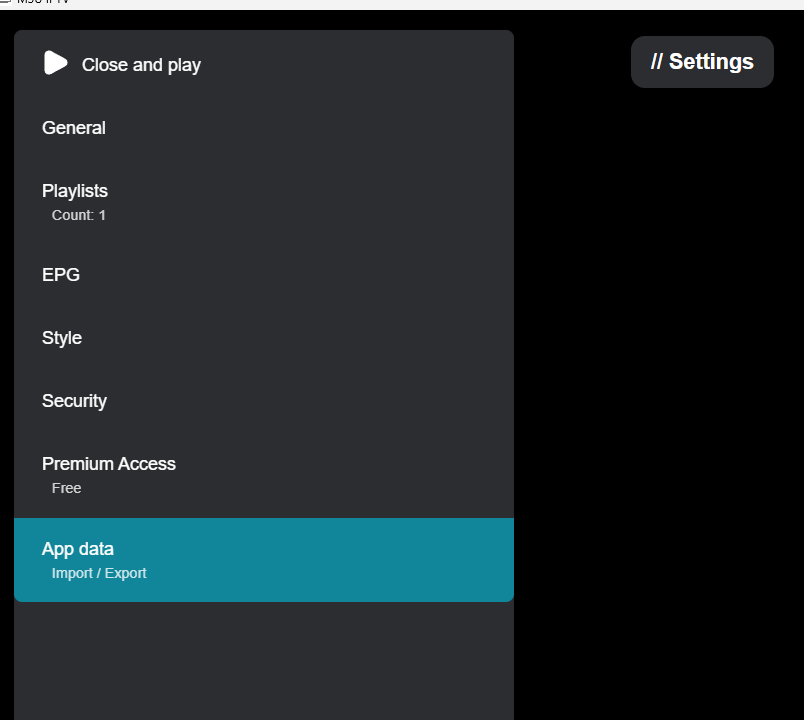 Close and play
// Settings
General
Playlists
Count: 1
EPG
Style
Security
Premium Access
Free
App data
Import / Export